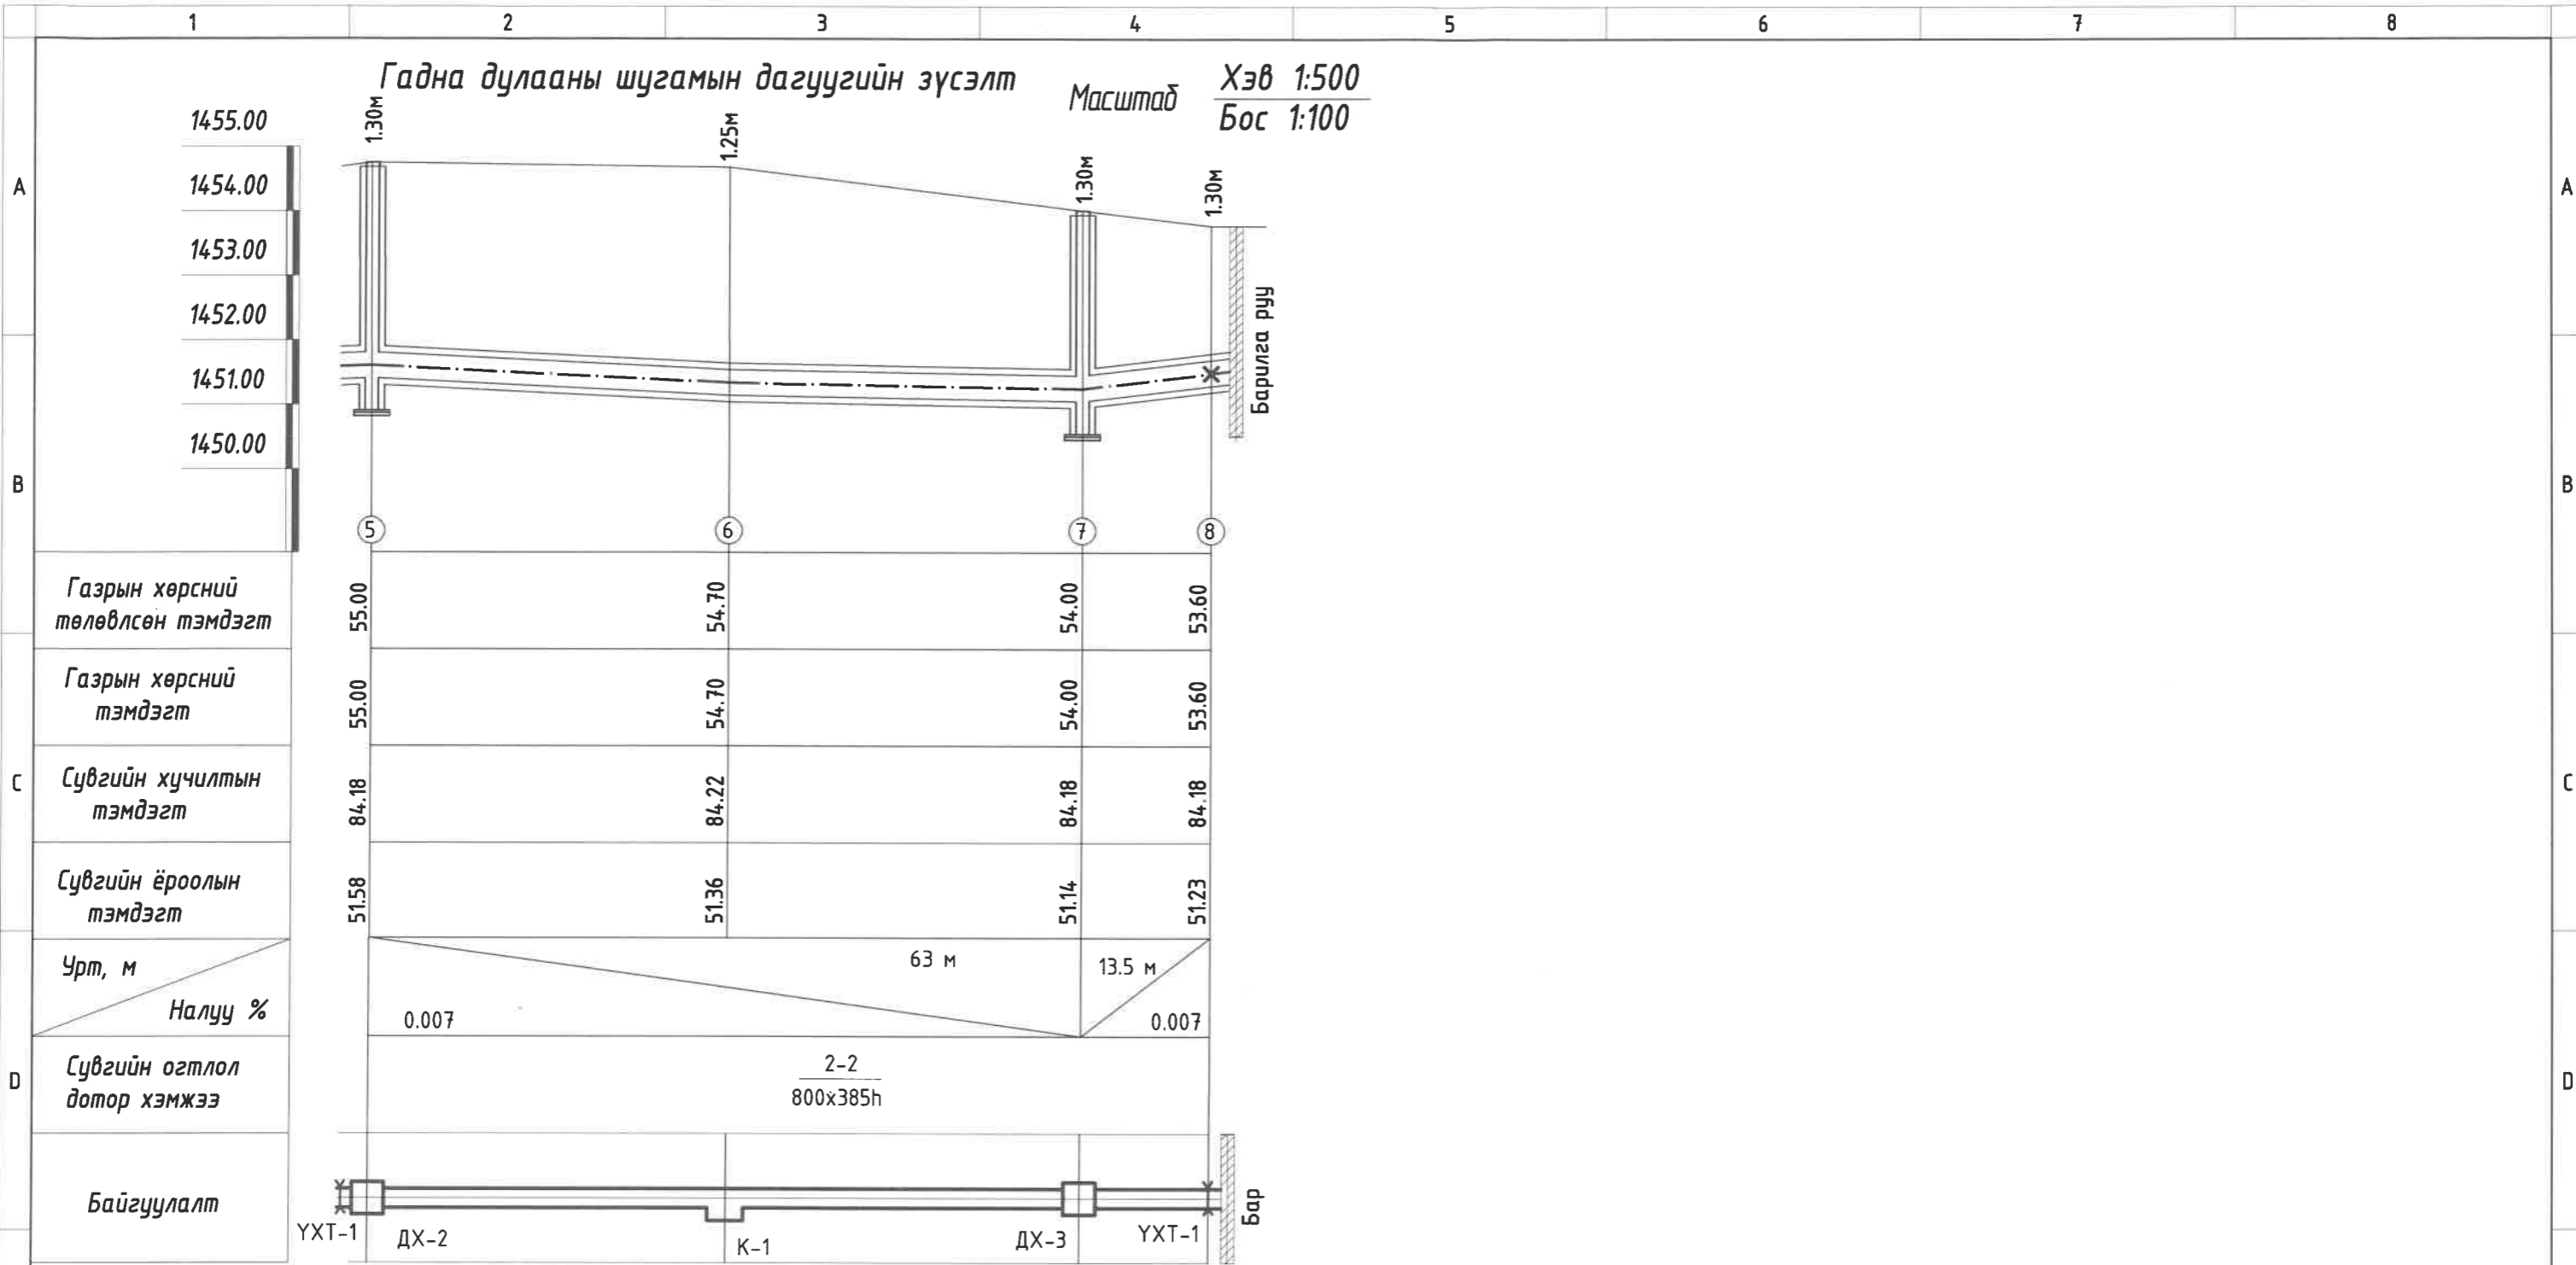 1 2 3 4 5 6 7 8
Гадна дулааны шугамын дагуугийн зүсэлт
Масштаб
Хэв 1:500
Бос 1:100
1455.00
1454.00
1453.00
1452.00
1451.00
1450.00
1.30м
1.25м
1.30м
1.30м
Барилга руу
A
A
B
B
5 6 7 8
Газрын хөрсний
төлөвлсөн тэмдэгт
55.00 54.70 54.00 53.60
Газрын хөрсний
тэмдэгт
55.00 54.70 54.00 53.60
C
C
Сувгийн хучилтын
тэмдэгт
84.18 84.22 84.18 84.18
Сувгийн ёроолын
тэмдэгт
51.58 51.36 51.14 51.23
Урт, м
63 м
13.5 м
Налуу %
0.007
0.007
D
D
Сувгийн огтлол
дотор хэмжээ
2-2
800x385h
Байгуулалт
ҮХТ-1
ДХ-2
К-1
ДХ-3
ҮХТ-1
Бар